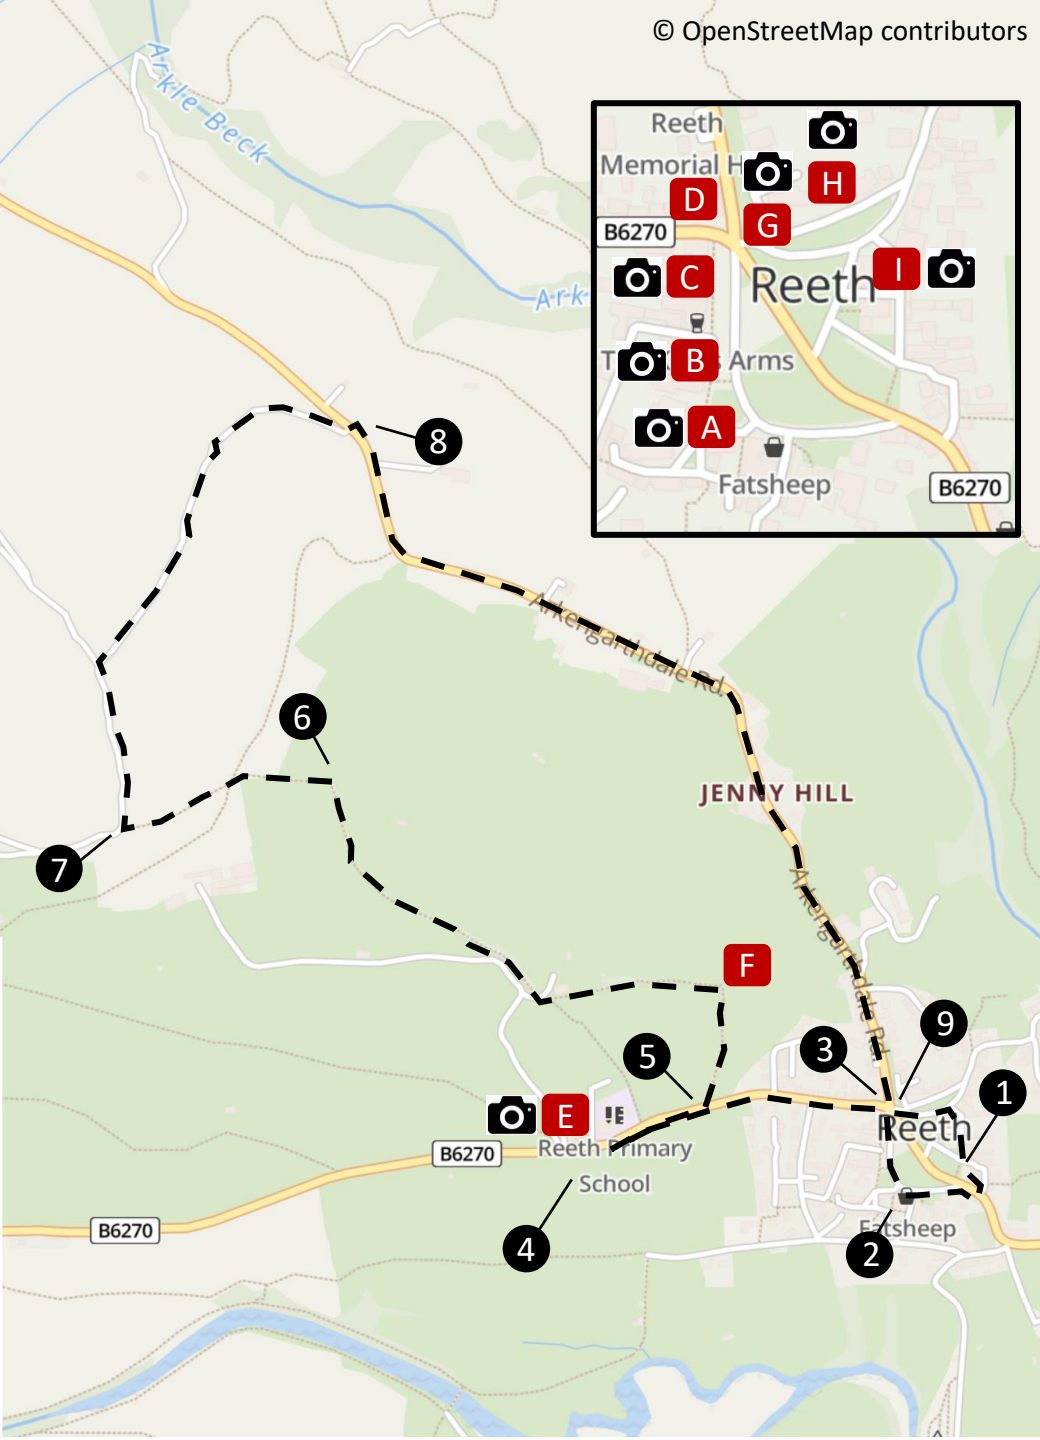 © OpenStreetMap contributors
Arkle Beck
Ark
Reeth
Memorial H
H
D
G
B6270
C
I
Reeth
T
s Arms
B
A
Fatsheep
B6270
8
Arkengarthdale Rd.
6
JENNY HILL
7
Arkengarthdale Rd.
F
9
5
3
1
E
Reeth
B6270
Reeth Primary
School
B6270
Fatsheep
4
2